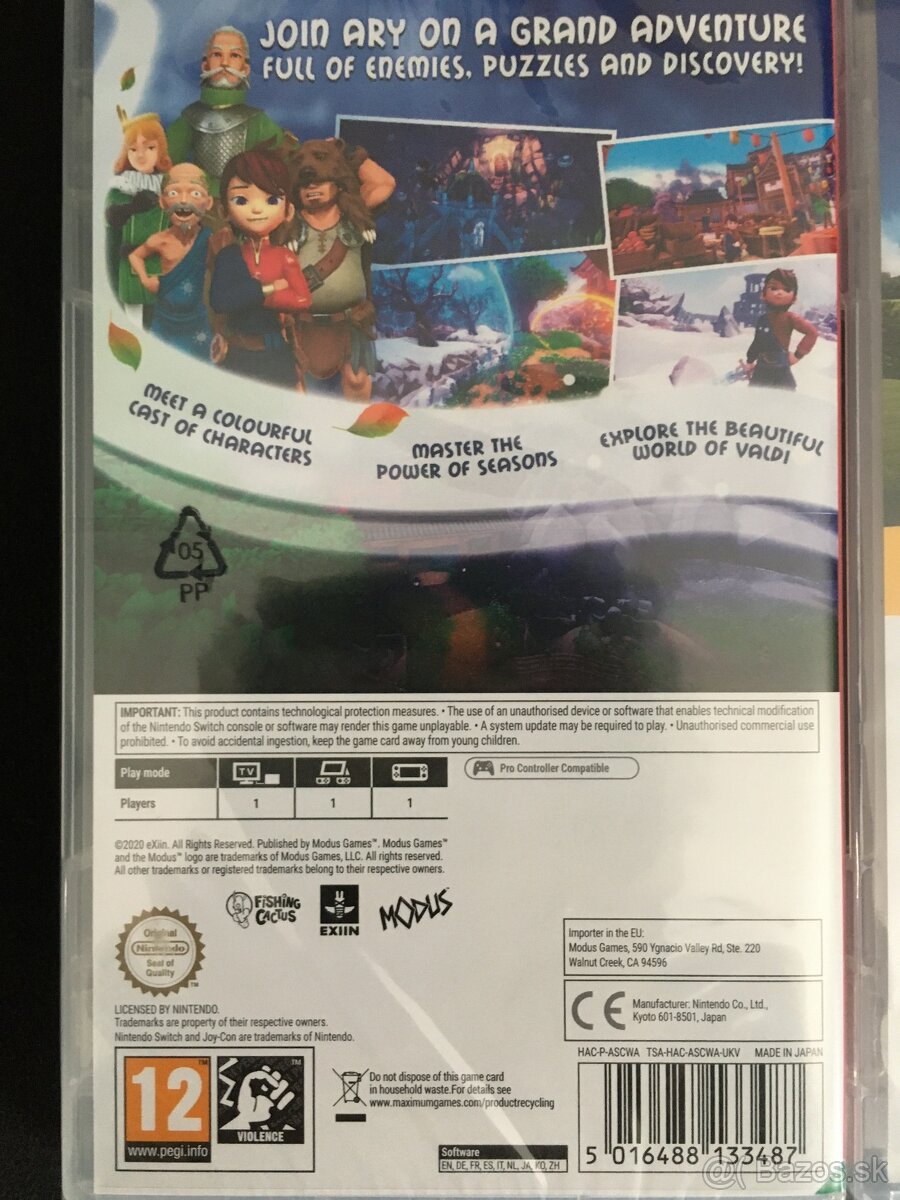 JOIN ARY ON A GRAND ADVENTURE
FULL OF ENEMIES, PUZZLES AND DISCOVERY!
MEET A COLOURFUL
CAST OF CHARACTERS
MASTER THE
POWER OF SEASONS
EXPLORE THE BEAUTIFUL
WORLD OF VALDI
05
PP
IMPORTANT: This product contains technological protection measures. • The use of an unauthorised device or software that enables technical modification
of the Nintendo Switch console or software may render this game unplayable. • A system update may be required to play. • Unauthorised commercial use
prohibited. • To avoid accidental ingestion, keep the game card away from young children.
Play mode
TV
Pro Controller Compatible
Players 1 1 1
©2020 eXiin. All Rights Reserved. Published by Modus Games™. Modus Games™
and the Modus™ logo are trademarks of Modus Games, LLC. All rights reserved.
All other trademarks or registered trademarks belong to their respective owners.
FISHING
CACTUS
EXIIN
MODUS
Original
Nintendo
Seal of
Quality
TM
Importer in the EU:
Modus Games, 590 Ygnacio Valley Rd, Ste. 220
Walnut Creek, CA 94596
CE
Manufacturer: Nintendo Co., Ltd.,
Kyoto 601-8501, Japan
LICENSED BY NINTENDO.
Trademarks are property of their respective owners.
Nintendo Switch and Joy-Con are trademarks of Nintendo.
HAC-P-ASCWA TSA-HAC-ASCWA-UKV MADE IN JAPAN
12
TM
www.pegi.info
TM
VIOLENCE
Do not dispose of this game card
in household waste.For details see
www.maximumgames.com/productrecycling
Software
EN, DE, FR, ES, IT, NL, JA, KO, ZH
5 016488 133487
@ Bazos.sk